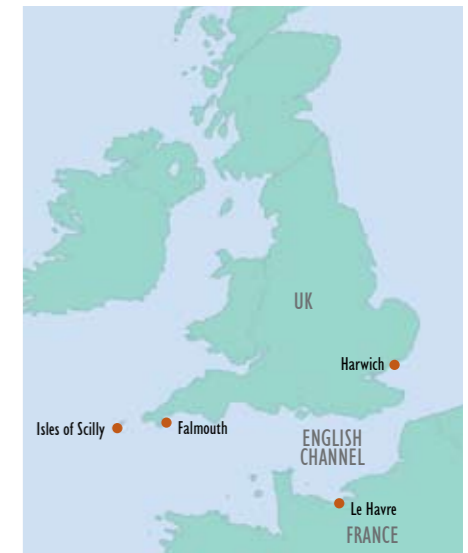 UK
Harwich
Isles of Scilly
Falmouth
ENGLISH
CHANNEL
Le Havre
FRANCE